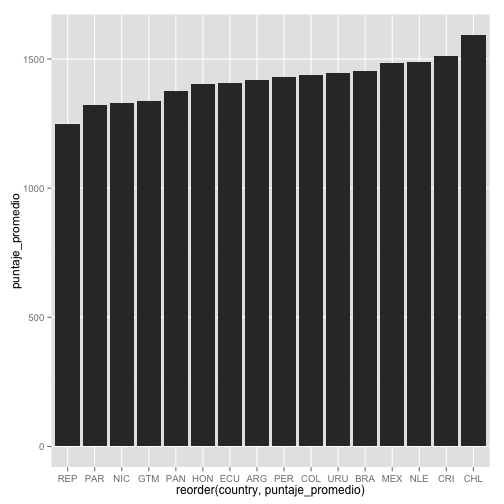 puntaje_promedio
1500
1000
500
0
REP PAR NIC GTM PAN HON ECU ARG PER COL URU BRA MEX NLE CRI CHL
reorder(country, puntaje_promedio)